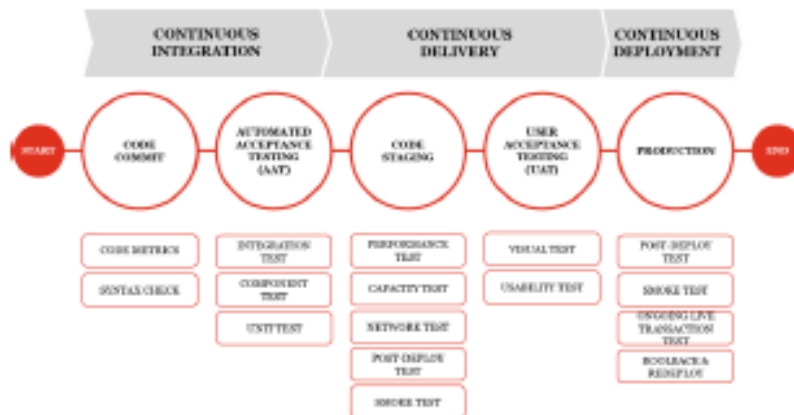 CONTINUOUS
INTEGRATION
CONTINUOUS
DELIVERY
CONTINUOUS
DEPLOYMENT
START
CODE
COMMIT
AUTOMATED
ACCEPTANCE
TESTING
(AAT)
CODE
STAGING
USER
ACCEPTANCE
TESTING
(UAT)
PRODUCTION
END
CODE METRICS
SYNTAX CHECK
INTEGRATION
TEST
COMPONENT
TEST
UNIT TEST
PERFORMANCE
TEST
CAPACITY TEST
NETWORK TEST
POST-DEPLOY
TEST
SMOKE TEST
VISUAL TEST
USABILITY TEST
POST-DEPLOY
TEST
SMOKE TEST
ONGOING LIVE
TRANSACTION
TEST
ROOLBACK &
REDEPLOY